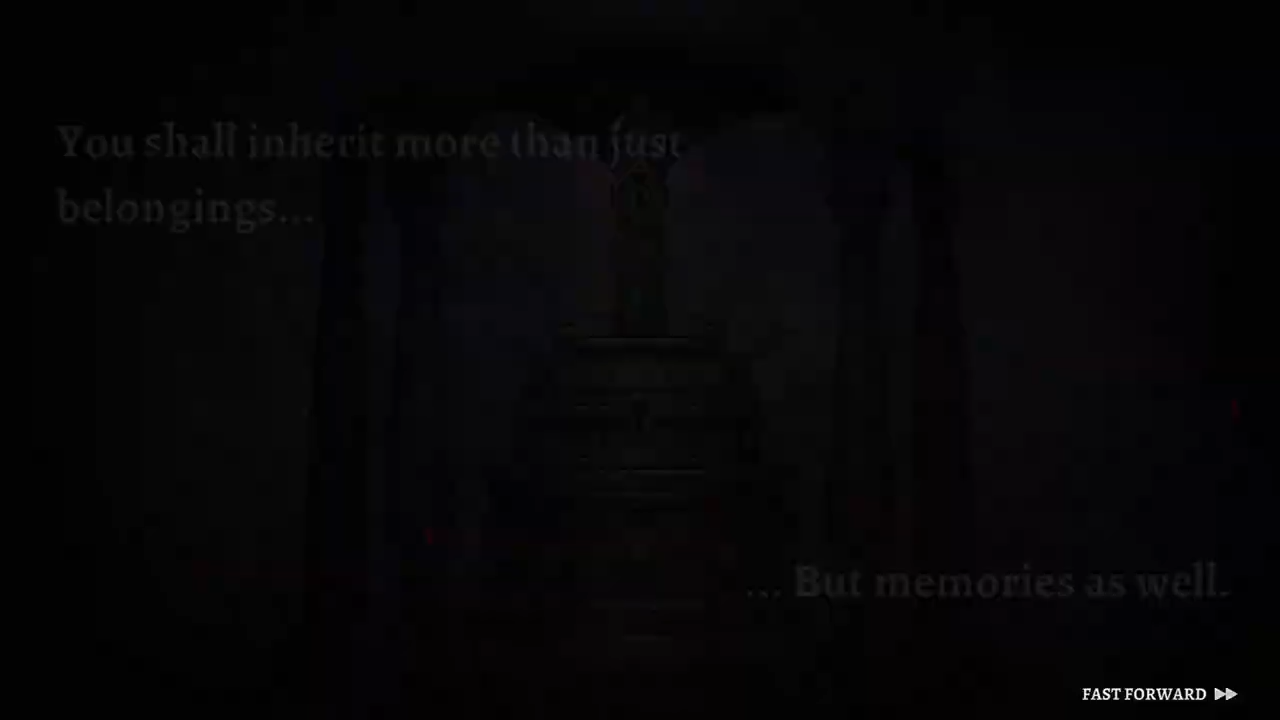 You shall inherit more than just
belongings...
... But memories as well.
FAST FORWARD